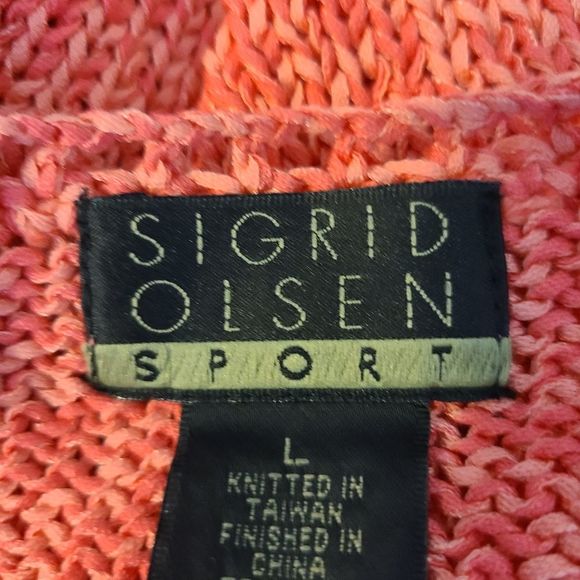 SIGRID
OLSEN
SPORT
L
KNITTED IN
TAIWAN
FINISHED IN
CHINA